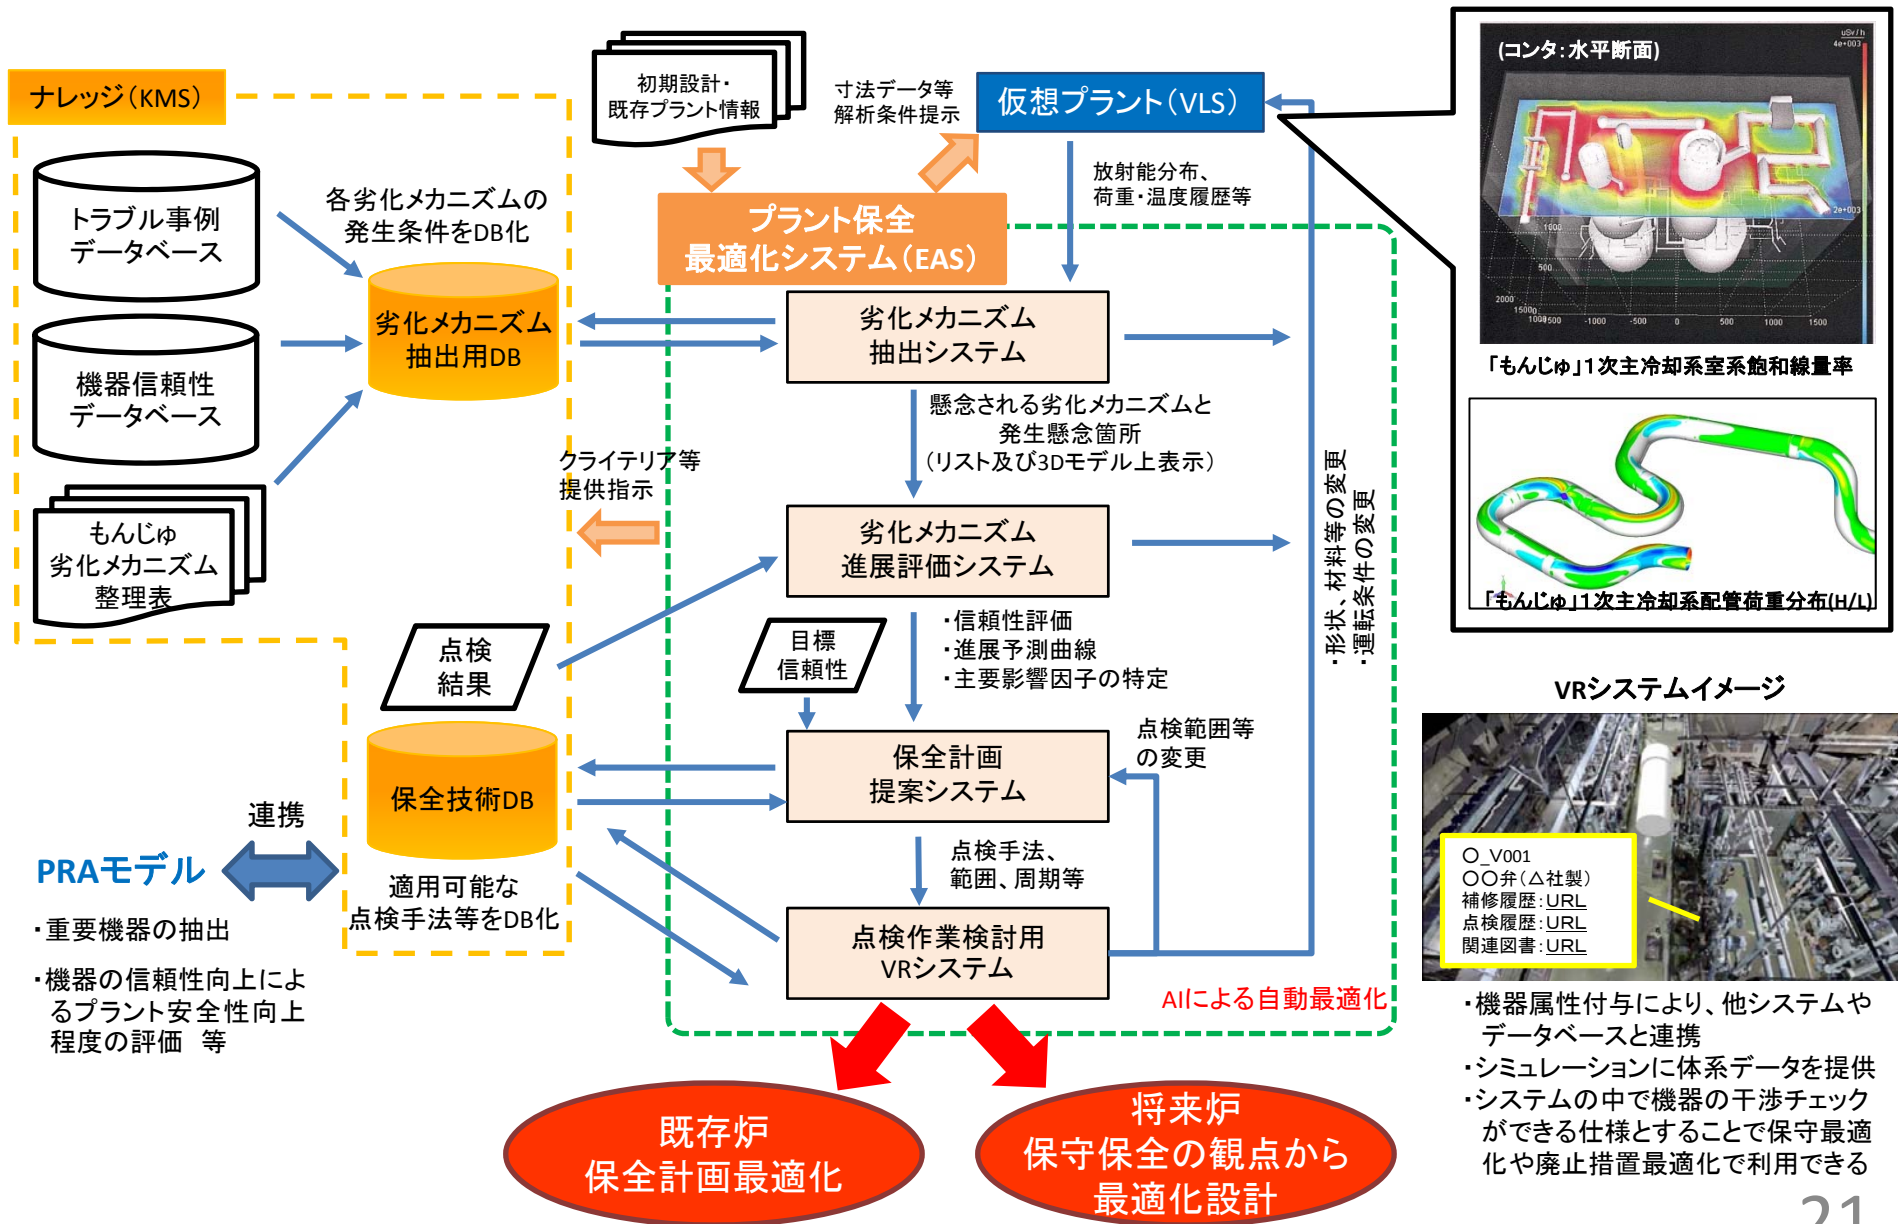 ナレッジ（KMS）
トラブル事例
データベース
機器信頼性
データベース
もんじゅ
劣化メカニズム
整理表
各劣化メカニズムの
発生条件をDB化
劣化メカニズム
抽出用DB
初期設計・
既存プラント情報
寸法データ等
解析条件提示
仮想プラント（VLS）
放射能分布、
荷重・温度履歴等
プラント保全
最適化システム（EAS）
劣化メカニズム
抽出システム
懸念される劣化メカニズムと
発生懸念箇所
（リスト及び3Dモデル上表示）
クライテリア等
提供指示
劣化メカニズム
進展評価システム
・信頼性評価
・進展予測曲線
・主要影響因子の特定
目標
信頼性
点検
結果
保全計画
提案システム
点検範囲等
の変更
・形状、材料等の変更
・運転条件の変更
保全技術DB
適用可能な
点検手法等をDB化
点検手法、
範囲、周期等
点検作業検討用
VRシステム
AIによる自動最適化
連携
PRAモデル
・重要機器の抽出
・機器の信頼性向上によ
るプラント安全性向上
程度の評価　等
既存炉
保全計画最適化
将来炉
保守保全の観点から
最適化設計
(コンタ：水平断面)
uSv/h
4e+003
2e+003
1000
500
2000
1500
1000
-1500
-1000
-500
0
500
1000
1500
「もんじゅ」１次主冷却系室系飽和線量率
「もんじゅ」１次主冷却系配管荷重分布(H/L)
VRシステムイメージ
〇_V001
〇〇弁（△社製）
補修履歴：URL
点検履歴：URL
関連図書：URL
・機器属性付与により、他システムや
データベースと連携
・シミュレーションに体系データを提供
・システムの中で機器の干渉チェック
ができる仕様とすることで保守最適
化や廃止措置最適化で利用できる
21